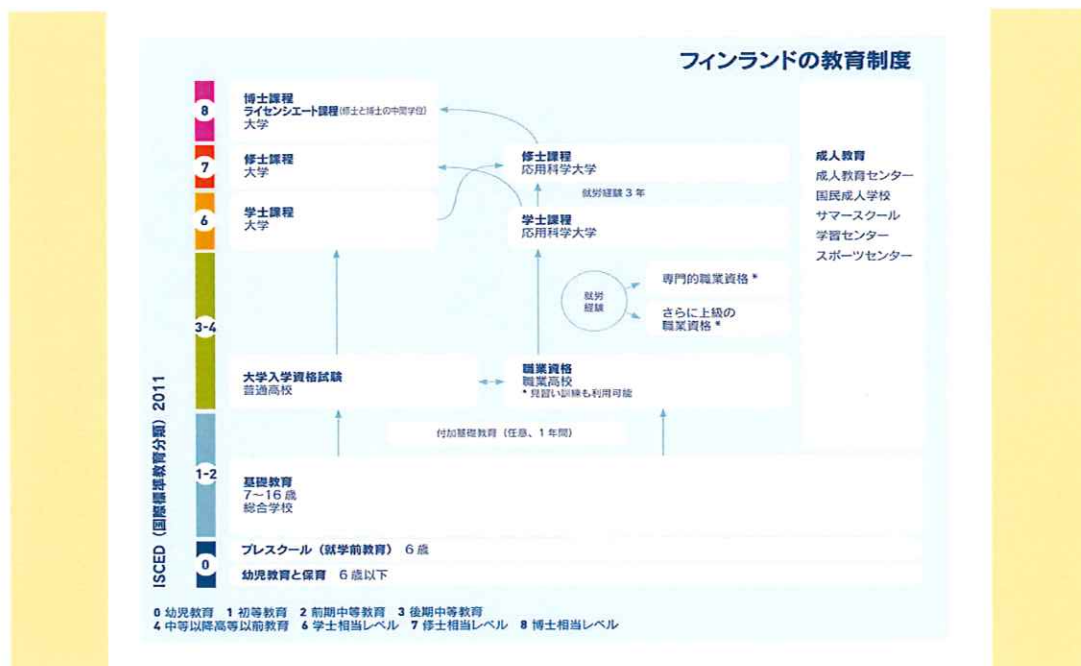 フィンランドの教育制度
8
博士課程
ライセンシエート課程(修士と博士の中間学位)
大学
7
修士課程
大学
修士課程
応用科学大学
就労経験 3 年
6
学士課程
大学
学士課程
応用科学大学
成人教育
成人教育センター
国民成人学校
サマースクール
学習センター
スポーツセンター
3-4
就労
経験
専門的職業資格 *
さらに上級の
職業資格 *
大学入学資格試験
普通高校
職業資格
職業高校
* 見習い訓練も利用可能
付加基礎教育（任意、1 年間）
1-2
基礎教育
7〜16 歳
総合学校
0
プレスクール（就学前教育） 6 歳
幼児教育と保育 6 歳以下
ISCED（国際標準教育分類）2011
0 幼児教育 1 初等教育 2 前期中等教育 3 後期中等教育
4 中等以降高等以前教育 6 学士相当レベル 7 修士相当レベル 8 博士相当レベル